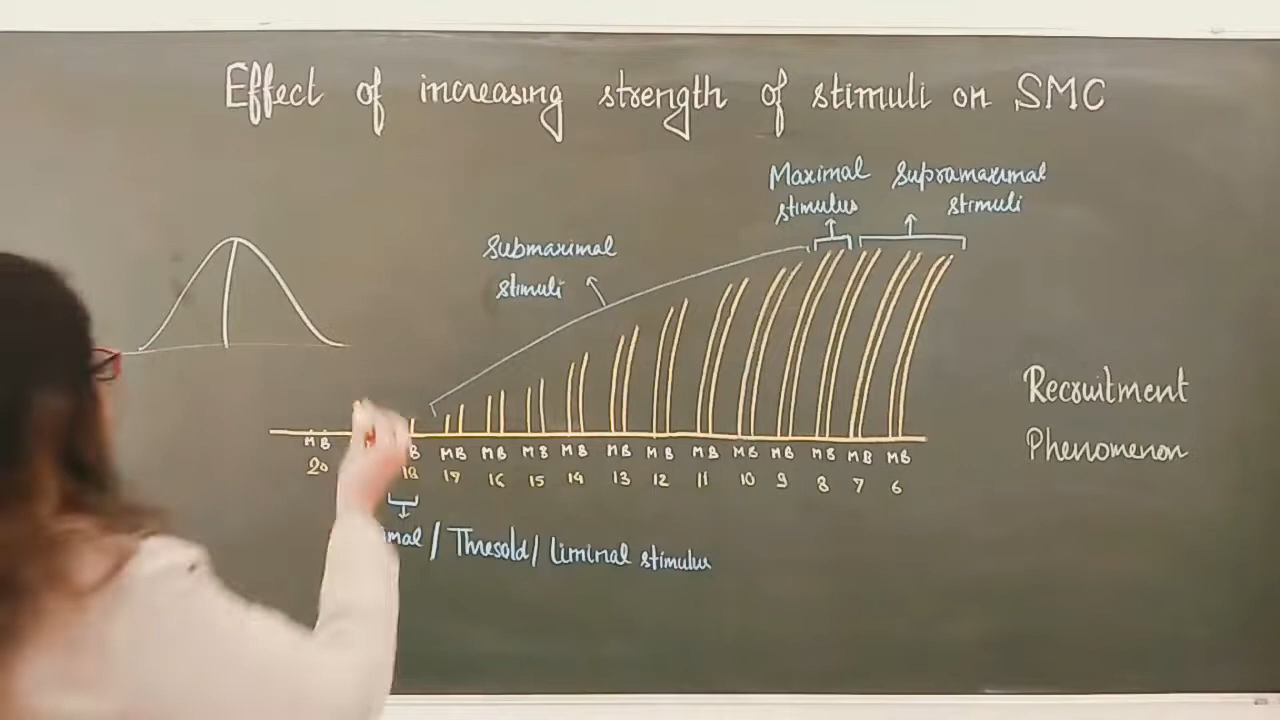 Effect of increasing strength of stimuli on SMC
Maximal stimulus
Supramaximal stimuli
Submaximal stimuli
Recruitment
Phenomenon
M B B M B M B M B M B M B M B M B M B M B M B M B M B
20 18 17 16 15 14 13 12 11 10 9 8 7 6
/ Thresold / liminal stimulus